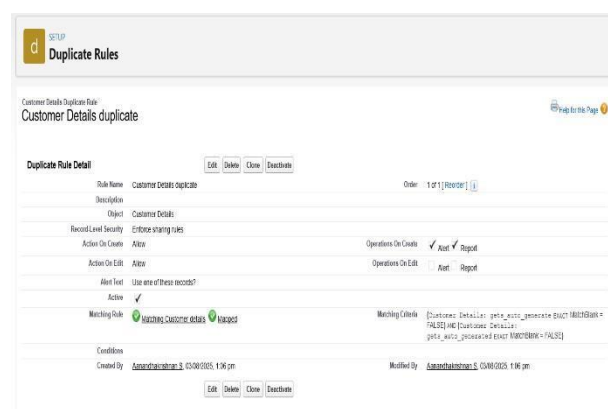 SETUP
d Duplicate Rules
Customer Details Duplicate Rule
Customer Details duplicate
Help for this Page
Duplicate Rule Detail Edit Delete Clone Deactivate
Rule Name Customer Details duplicate Order 1 of 1 [ Reorder ] i
Description
Object Customer Details
Record-Level Security Enforce sharing rules
Action On Create Allow Operations On Create Alert Report
Action On Edit Allow Operations On Edit Alert Report
Alert Text Use one of these records?
Active
Matching Rule Matching Customer details Mapped Matching Criteria (Customer Details: gets_auto_generate EXACT MatchBlank =
FALSE) AND (Customer Details:
gets_auto_generated EXACT MatchBlank = FALSE)
Conditions
Created By Aanandhakrishnan S, 03/08/2025, 1:06 pm Modified By Aanandhakrishnan S, 03/08/2025, 1:06 pm
Edit Delete Clone Deactivate